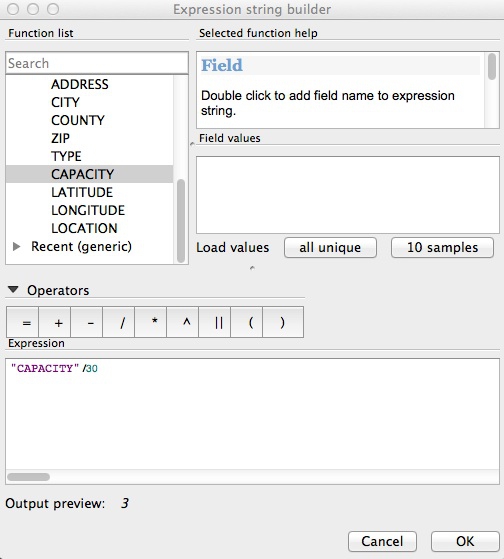 Expression string builder
Function list
Selected function help
Search
ADDRESS
CITY
COUNTY
ZIP
TYPE
CAPACITY
LATITUDE
LONGITUDE
LOCATION
Recent (generic)
Field
Double click to add field name to expression
string.
Field values
Load values
all unique
10 samples
Operators
= + - / * ^ || ( )
Expression
"CAPACITY" /30
Output preview: 3
Cancel
OK